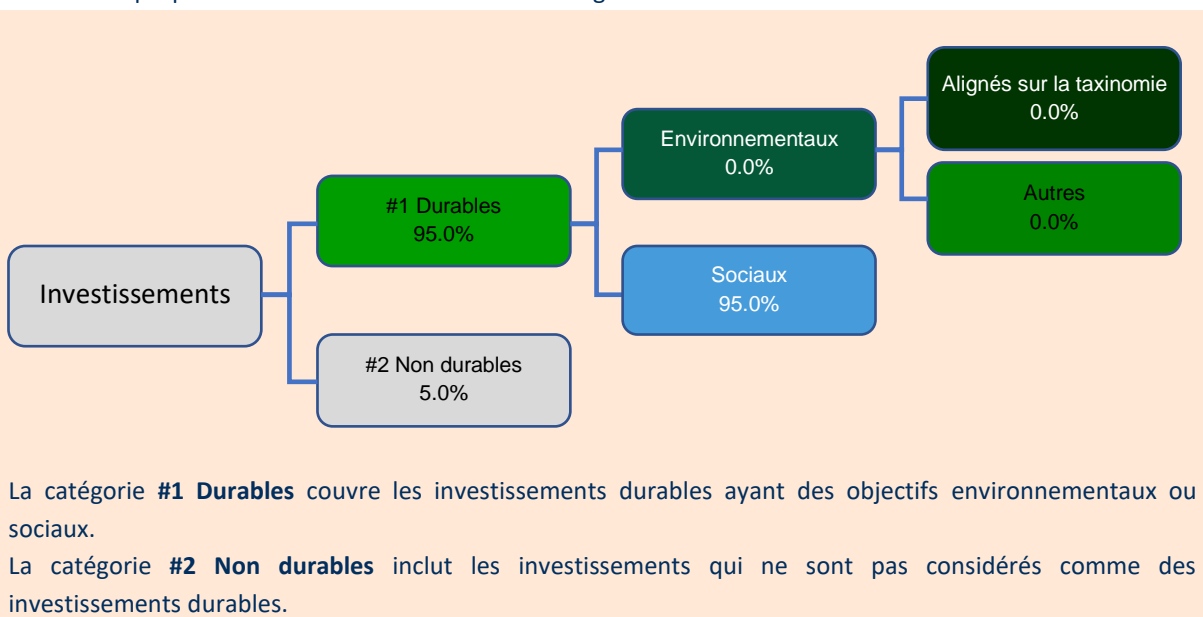 Alignés sur la taxinomie
0.0%
Environnementaux
0.0%
Autres
0.0%
#1 Durables
95.0%
Investissements
Sociaux
95.0%
#2 Non durables
5.0%
La catégorie #1 Durables couvre les investissements durables ayant des objectifs environnementaux ou
sociaux.
La catégorie #2 Non durables inclut les investissements qui ne sont pas considérés comme des
investissements durables.